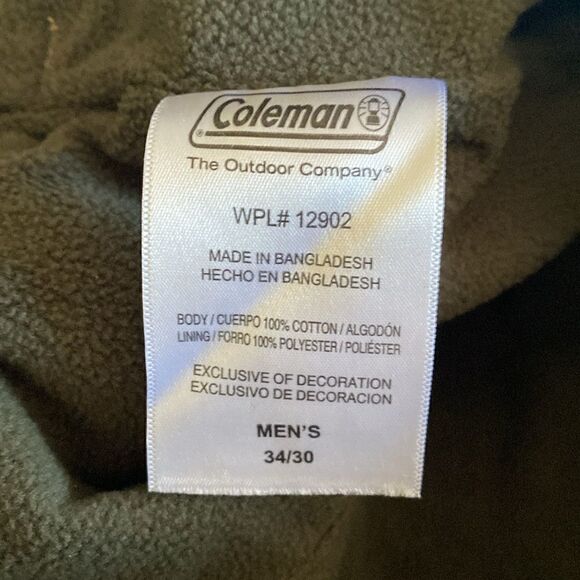 Coleman
The Outdoor Company®
WPL# 12902
MADE IN BANGLADESH
HECHO EN BANGLADESH
BODY / CUERPO 100% COTTON / ALGODÓN
LINING / FORRO 100% POLYESTER / POLIÉSTER
EXCLUSIVE OF DECORATION
EXCLUSIVO DE DECORACION
MEN'S
34/30